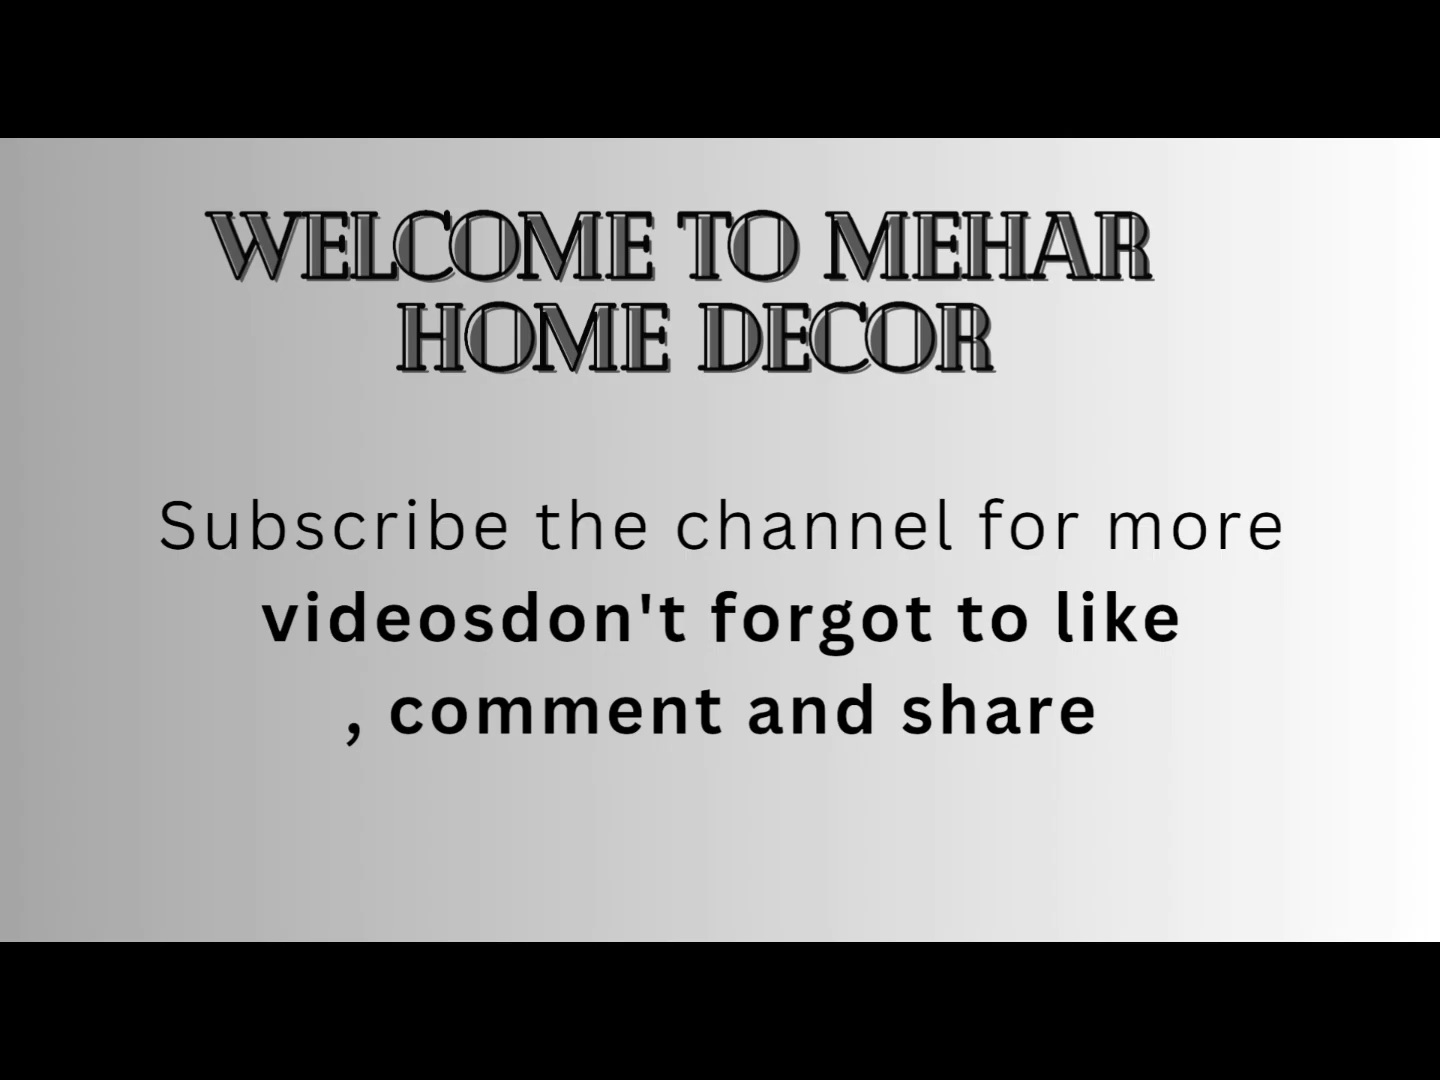 WELCOME TO MEHAR
HOME DECOR
Subscribe the channel for more
videosdon't forgot to like
, comment and share